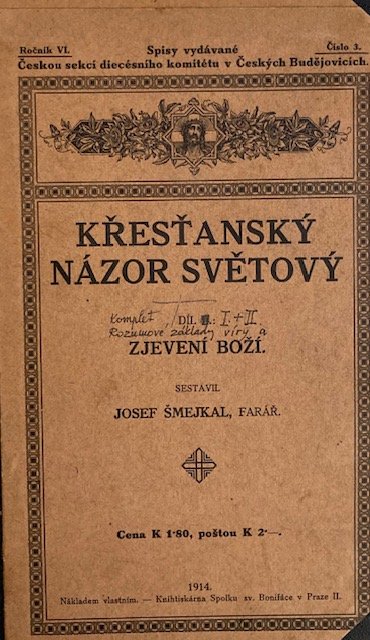 Ročník VI.
Spisy vydávané
Číslo 3.
Českou sekcí diecésního komitétu v Českých Budějovicích.
KŘESŤANSKÝ
NÁZOR SVĚTOVÝ
Komplet DÍL : I.+II
Rozumové základy víry a
ZJEVENÍ BOŽÍ.
SESTAVIL
JOSEF ŠMEJKAL, FARÁŘ.
Cena K 1·80, poštou K 2·—.
1914.
Nákladem vlastním. — Knihtiskárna Spolku sv. Boniface v Praze II.